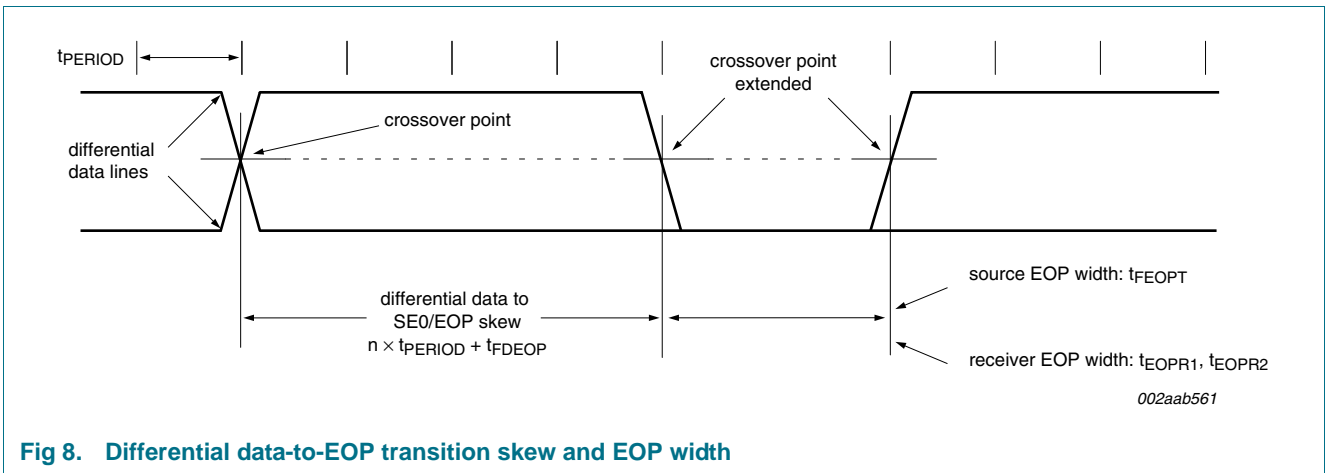 tPERIOD
crossover point
extended
crossover point
differential
data lines
differential data to
SE0/EOP skew
n × tPERIOD + tFDEOP
source EOP width: tFEOPT
receiver EOP width: tEOPR1, tEOPR2
002aab561
Fig 8. Differential data-to-EOP transition skew and EOP width